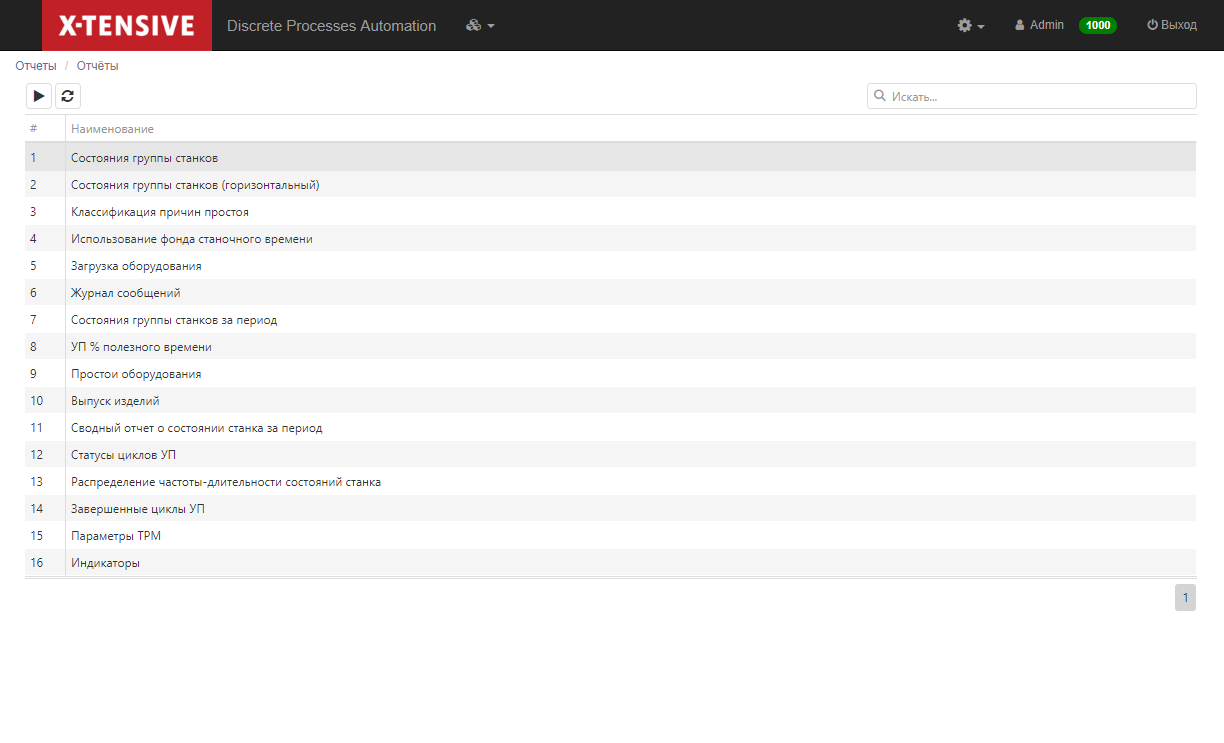 X-TENSIVE Discrete Processes Automation Admin 1000 Выход
Отчеты / Отчёты
Искать...
# Наименование
1 Состояния группы станков
2 Состояния группы станков (горизонтальный)
3 Классификация причин простоя
4 Использование фонда станочного времени
5 Загрузка оборудования
6 Журнал сообщений
7 Состояния группы станков за период
8 УП % полезного времени
9 Простои оборудования
10 Выпуск изделий
11 Сводный отчет о состоянии станка за период
12 Статусы циклов УП
13 Распределение частоты-длительности состояний станка
14 Завершенные циклы УП
15 Параметры TPM
16 Индикаторы
1